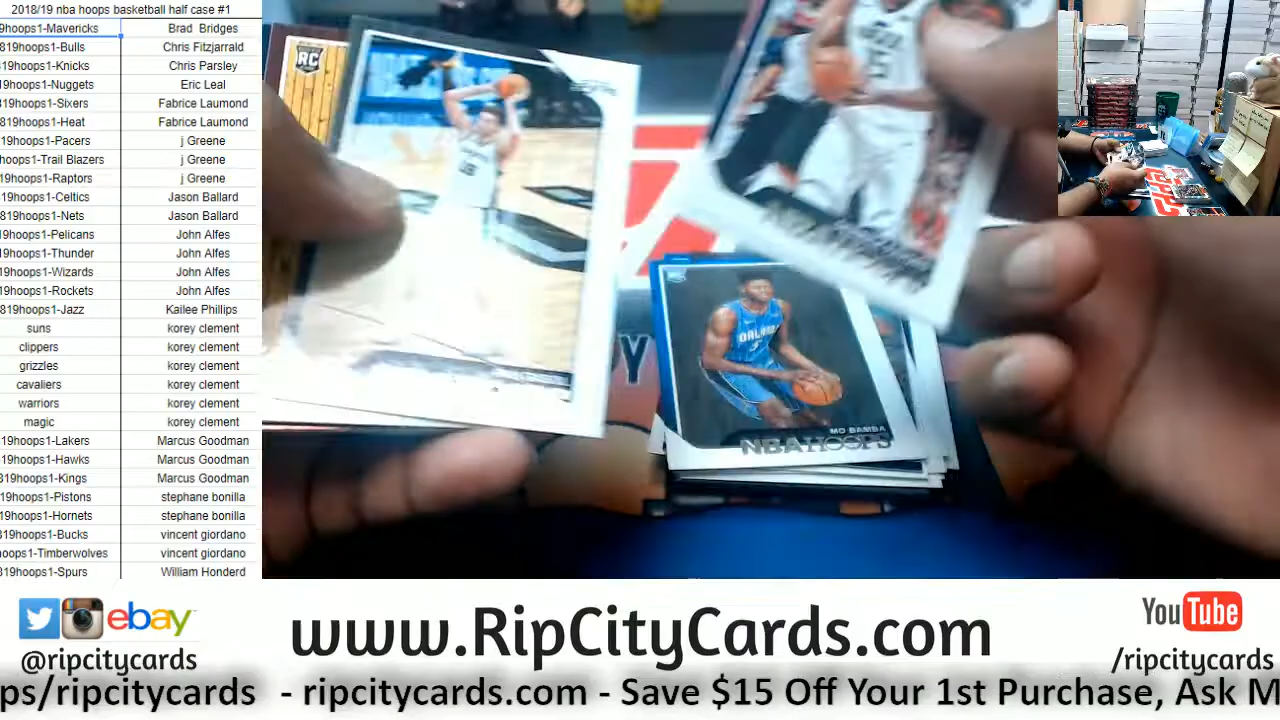 2018/19 nba hoops basketball half case #1
9hoops1-Mavericks Brad Bridges
819hoops1-Bulls Chris Fitzjarrald
19hoops1-Knicks Chris Parsley
19hoops1-Nuggets Eric Leal
819hoops1-Sixers Fabrice Laumond
819hoops1-Heat Fabrice Laumond
19hoops1-Pacers j Greene
hoops1-Trail Blazers j Greene
19hoops1-Raptors j Greene
19hoops1-Celtics Jason Ballard
819hoops1-Nets Jason Ballard
19hoops1-Pelicans John Alfes
19hoops1-Thunder John Alfes
19hoops1-Wizards John Alfes
19hoops1-Rockets John Alfes
819hoops1-Jazz Kailee Phillips
suns korey clement
clippers korey clement
grizzles korey clement
cavaliers korey clement
warriors korey clement
magic korey clement
19hoops1-Lakers Marcus Goodman
19hoops1-Hawks Marcus Goodman
819hoops1-Kings Marcus Goodman
19hoops1-Pistons stephane bonilla
19hoops1-Hornets stephane bonilla
819hoops1-Bucks vincent giordano
hoops1-Timberwolves vincent giordano
819hoops1-Spurs William Honderd
RC
ORLANDO
MO BAMBA
NBA HOOPS
ebay
@ripcitycards
www.RipCityCards.com
YouTube
/ripcitycards
ps/ripcitycards - ripcitycards.com - Save $15 Off Your 1st Purchase, Ask M